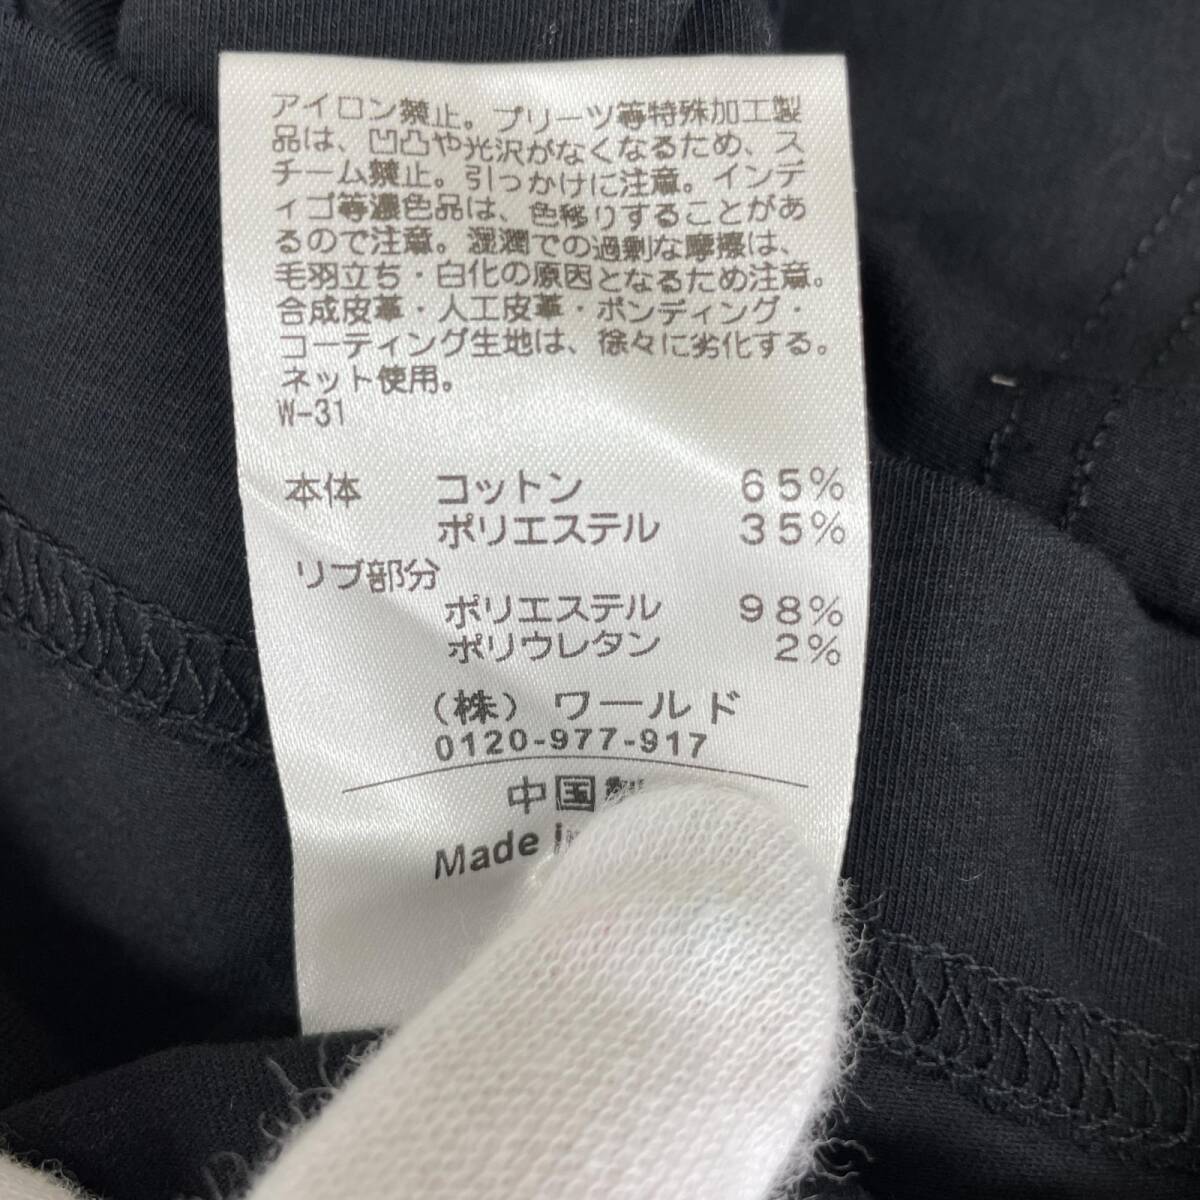 アイロン禁止。プリーツ等特殊加工製
品は、凹凸や光沢がなくなるため、ス
チーム禁止。引っかけに注意。インデ
ィゴ等濃色品は、色移りすることがあ
るので注意。湿潤での過剰な摩擦は、
毛羽立ち・白化の原因となるため注意。
合成皮革・人工皮革・ボンディング・
コーティング生地は、徐々に劣化する。
ネット使用。
W-31
本体 コットン 65%
ポリエステル 35%
リブ部分
ポリエステル 98%
ポリウレタン 2%
(株) ワールド
0120-977-917
中国
Made